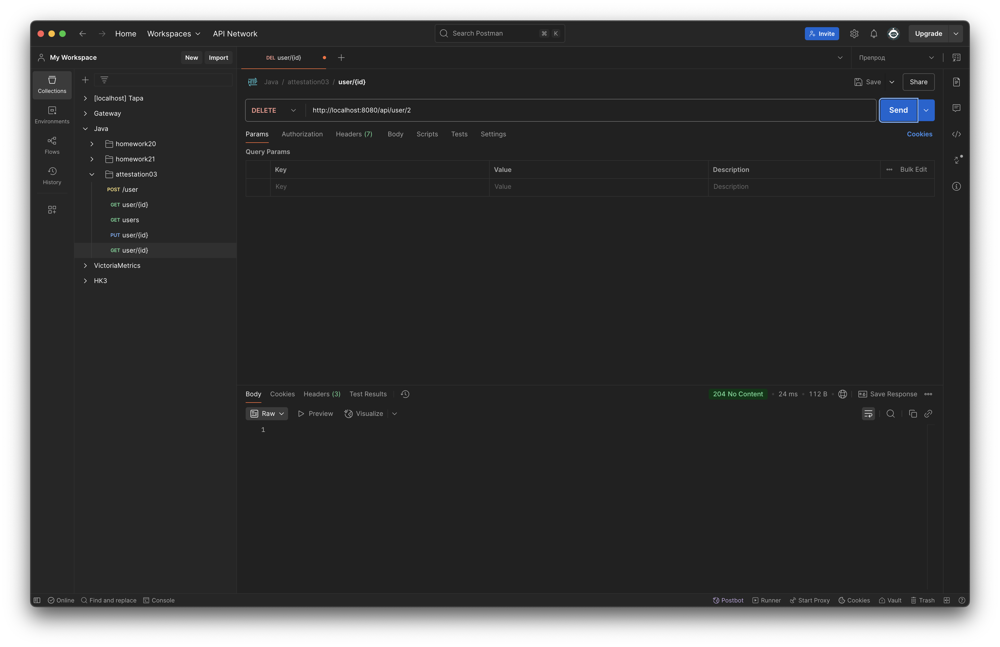 Home Workspaces API Network Search Postman ⌘ K Invite Upgrade
My Workspace New Import DEL user/{id} Препрод
Collections
Environments
Flows
History
[localhost] Тара
Gateway
Java
homework20
homework21
attestation03
POST /user
GET user/{id}
GET users
PUT user/{id}
GET user/{id}
VictoriaMetrics
НКЗ
HTTP Java / attestation03 / user/{id} Save Share
DELETE http://localhost:8080/api/user/2 Send
Params Authorization Headers (7) Body Scripts Tests Settings Cookies
Query Params
Key Value Description Bulk Edit
Key Value Description
Body Cookies Headers (3) Test Results 204 No Content 24 ms 112 B e.g. Save Response
Raw Preview Visualize
1
Online Find and replace Console Postbot Runner Start Proxy Cookies Vault Trash